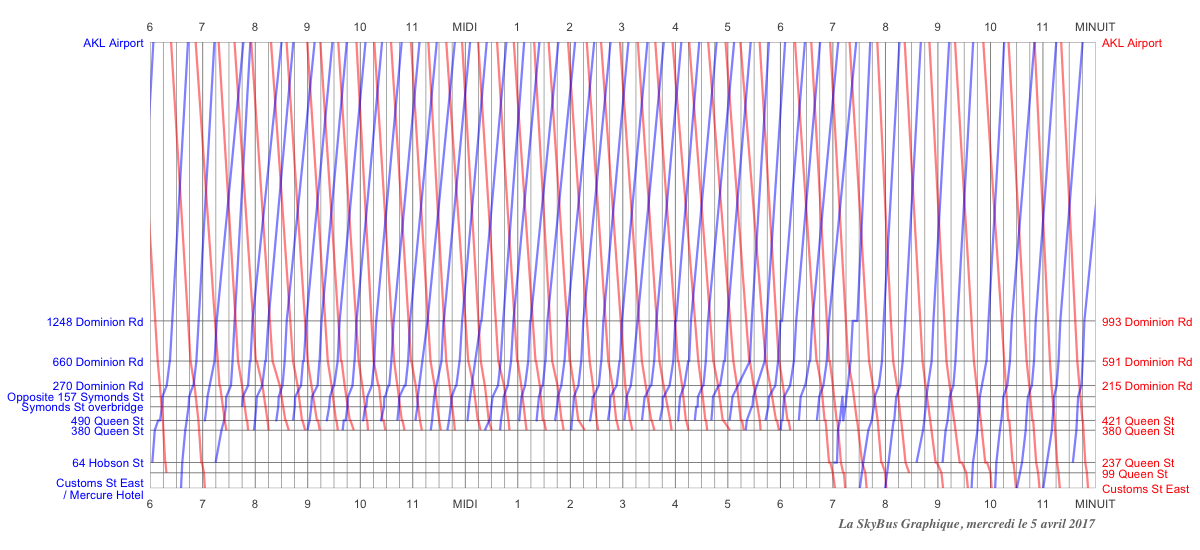 6 7 8 9 10 11 MIDI 1 2 3 4 5 6 7 8 9 10 11 MINUIT
AKL Airport AKL Airport
1248 Dominion Rd 993 Dominion Rd
660 Dominion Rd 591 Dominion Rd
270 Dominion Rd 215 Dominion Rd
Opposite 157 Symonds St
Symonds St overbridge
490 Queen St 421 Queen St
380 Queen St 380 Queen St
64 Hobson St 237 Queen St
99 Queen St
Customs St East Customs St East
/ Mercure Hotel
6 7 8 9 10 11 MIDI 1 2 3 4 5 6 7 8 9 10 11 MINUIT
La SkyBus Graphique, mercredi le 5 avril 2017